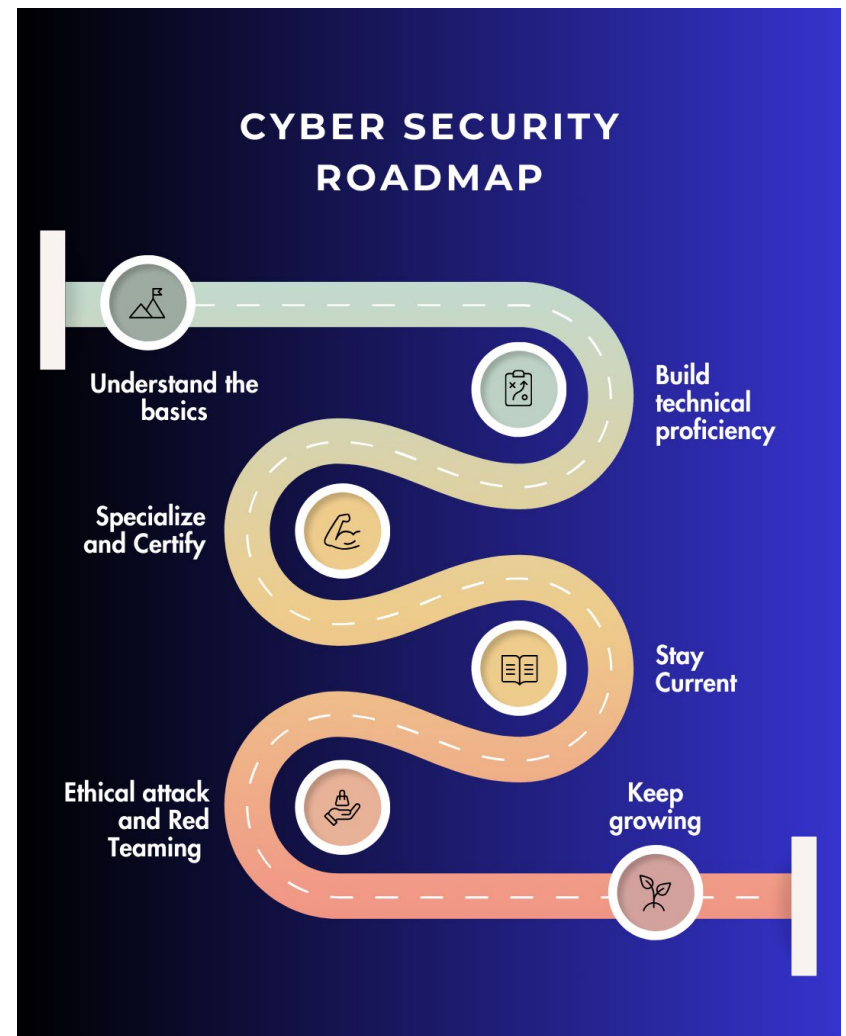 CYBER SECURITY
ROADMAP
Understand the
basics
Build
technical
proficiency
Specialize
and Certify
Stay
Current
Ethical attack
and Red
Teaming
Keep
growing